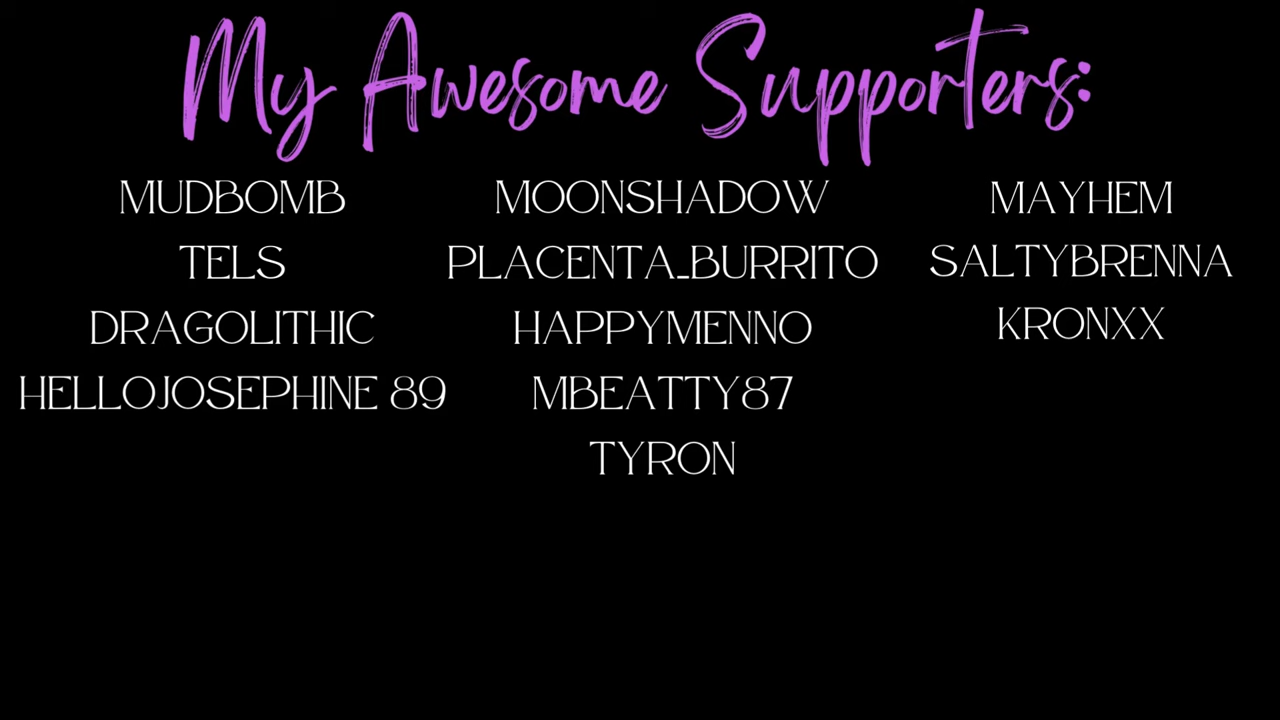 My Awesome Supporters:
MUDBOMB
TELS
DRAGOLITHIC
HELLOJOSEPHINE 89
MOONSHADOW
PLACENTA_BURRITO
HAPPYMENNO
MBEATTY87
TYRON
MAYHEM
SALTYBRENNA
KRONXX